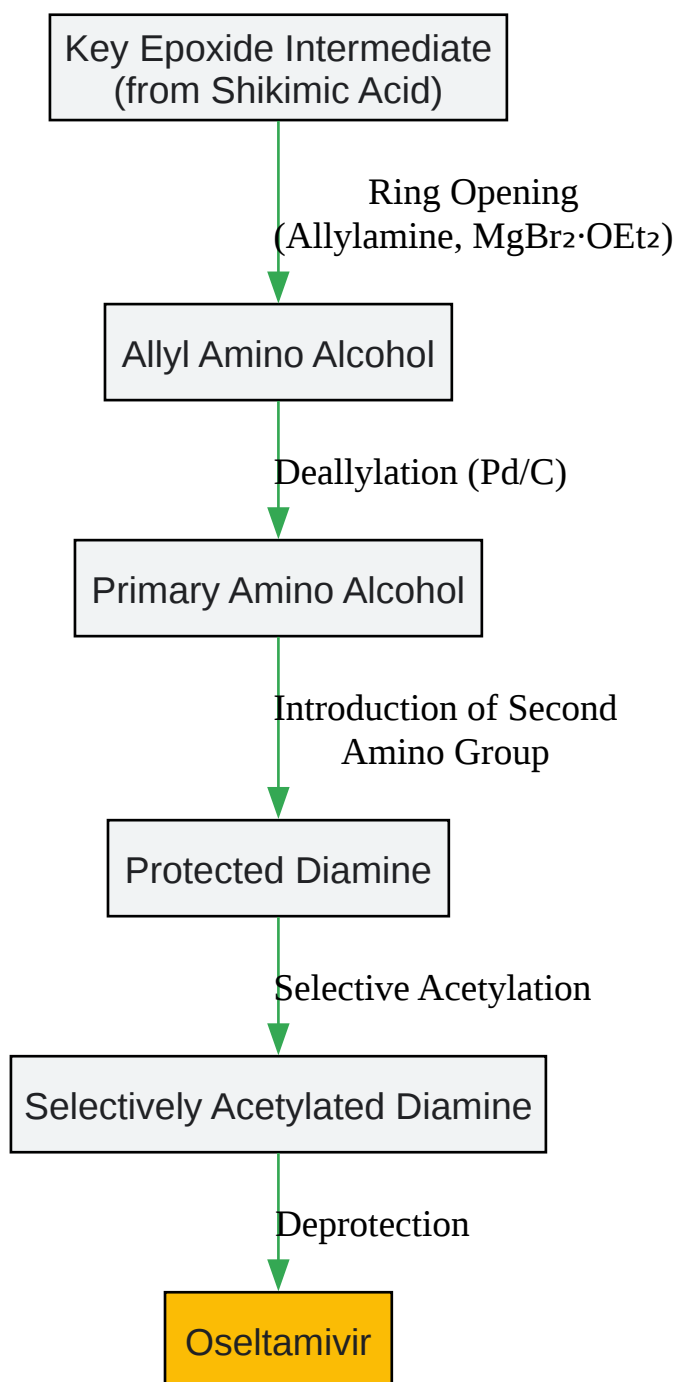 Key Epoxide Intermediate
(from Shikimic Acid)
Ring Opening
(Allylamine, MgBr₂·OEt₂)
Allyl Amino Alcohol
Deallylation (Pd/C)
Primary Amino Alcohol
Introduction of Second
Amino Group
Protected Diamine
Selective Acetylation
Selectively Acetylated Diamine
Deprotection
Oseltamivir